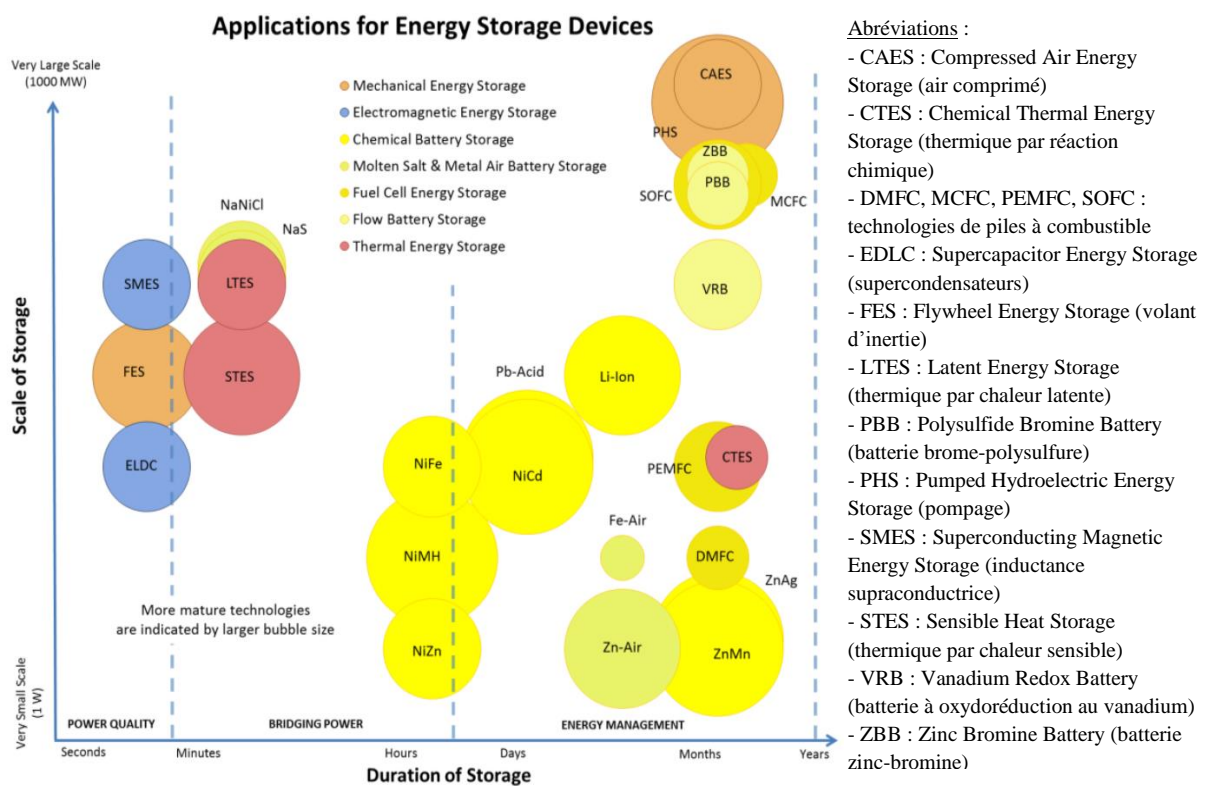 Applications for Energy Storage Devices
Very Large Scale
(1000 MW)
Mechanical Energy Storage
Electromagnetic Energy Storage
Chemical Battery Storage
Molten Salt & Metal Air Battery Storage
Fuel Cell Energy Storage
Flow Battery Storage
Thermal Energy Storage
CAES
PHS
ZBB
PBB
SOFC
MCFC
NaNiCl
NaS
SMES
LTES
VRB
FES
STES
Pb-Acid
Li-Ion
ELDC
NiFe
NiCd
PEMFC
CTES
Fe-Air
NiMH
DMFC
ZnAg
More mature technologies
are indicated by larger bubble size
NiZn
Zn-Air
ZnMn
Scale of Storage
Very Small Scale
(1 W)
POWER QUALITY
BRIDGING POWER
ENERGY MANAGEMENT
Seconds
Minutes
Hours
Days
Months
Years
Duration of Storage
Abréviations :
- CAES : Compressed Air Energy
Storage (air comprimé)
- CTES : Chemical Thermal Energy
Storage (thermique par réaction
chimique)
- DMFC, MCFC, PEMFC, SOFC :
technologies de piles à combustible
- EDLC : Supercapacitor Energy Storage
(supercondensateurs)
- FES : Flywheel Energy Storage (volant
d’inertie)
- LTES : Latent Energy Storage
(thermique par chaleur latente)
- PBB : Polysulfide Bromine Battery
(batterie brome-polysulfure)
- PHS : Pumped Hydroelectric Energy
Storage (pompage)
- SMES : Superconducting Magnetic
Energy Storage (inductance
supraconductrice)
- STES : Sensible Heat Storage
(thermique par chaleur sensible)
- VRB : Vanadium Redox Battery
(batterie à oxydoréduction au vanadium)
- ZBB : Zinc Bromine Battery (batterie
zinc-bromine)